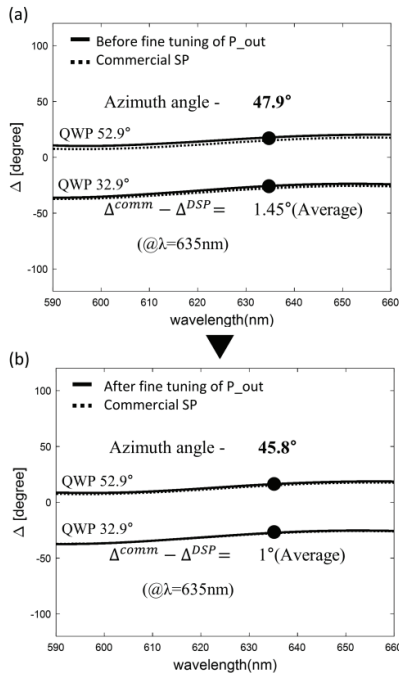 (a)
Before fine tuning of P_out
Commercial SP
Azimuth angle - 47.9°
QWP 52.9°
QWP 32.9°
Δ^comm − Δ^DSP = 1.45°(Average)
(@λ=635nm)
Δ [degree]
100
50
0
-50
-100
590 600 610 620 630 640 650 660
wavelength(nm)
(b)
After fine tuning of P_out
Commercial SP
Azimuth angle - 45.8°
QWP 52.9°
QWP 32.9°
Δ^comm − Δ^DSP = 1°(Average)
(@λ=635nm)
Δ [degree]
100
50
0
-50
-100
590 600 610 620 630 640 650 660
wavelength(nm)